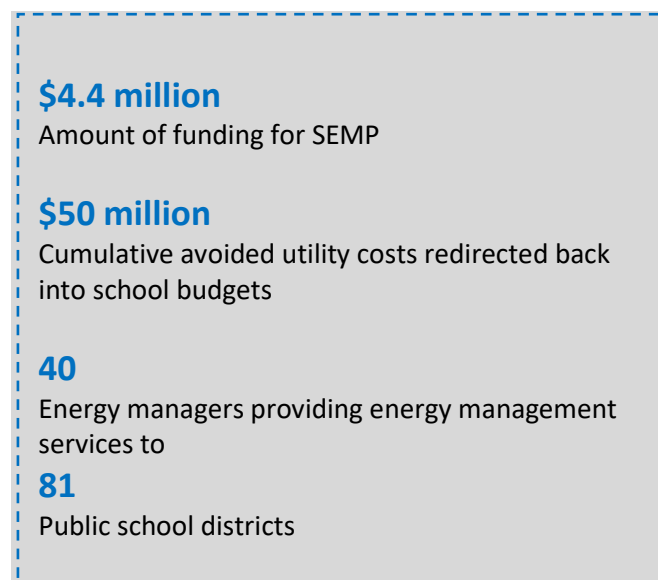 $4.4 million
Amount of funding for SEMP
$50 million
Cumulative avoided utility costs redirected back
into school budgets
40
Energy managers providing energy management
services to
81
Public school districts